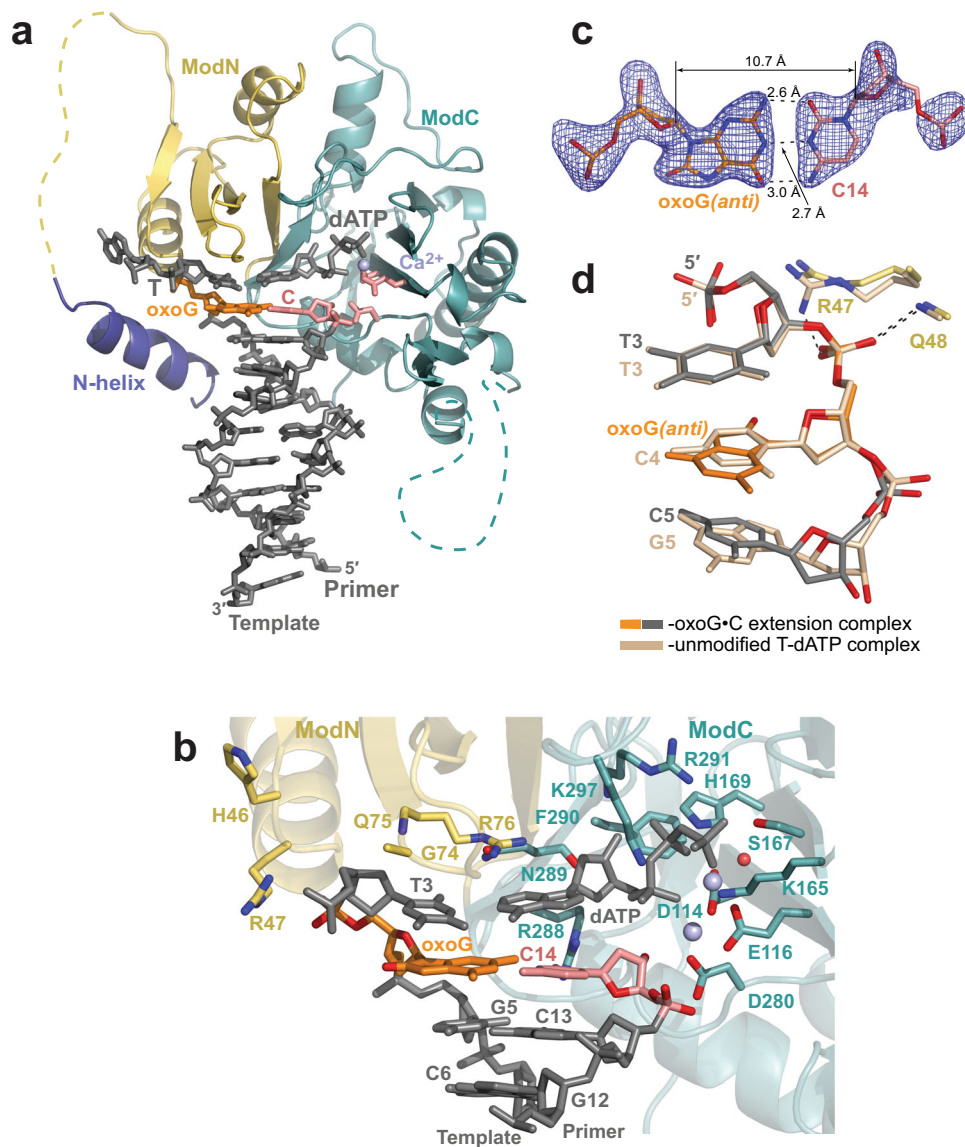 a
ModN
ModC
dATP
Ca2+
T
C
oxoG
N-helix
5′
Primer
3′
Template
c
10.7 Å
2.6 Å
3.0 Å
2.7 Å
oxoG(anti)
C14
d
5′
5′
R47
Q48
T3
T3
oxoG(anti)
C4
C5
G5
-oxoG•C extension complex
-unmodified T-dATP complex
b
ModN
ModC
R291
H169
K297
F290
H46
Q75
R76
G74
S167
N289
T3
K165
dATP
D114
R47
R288
oxoG
C14
E116
D280
G5
C13
C6
G12
Template
Primer